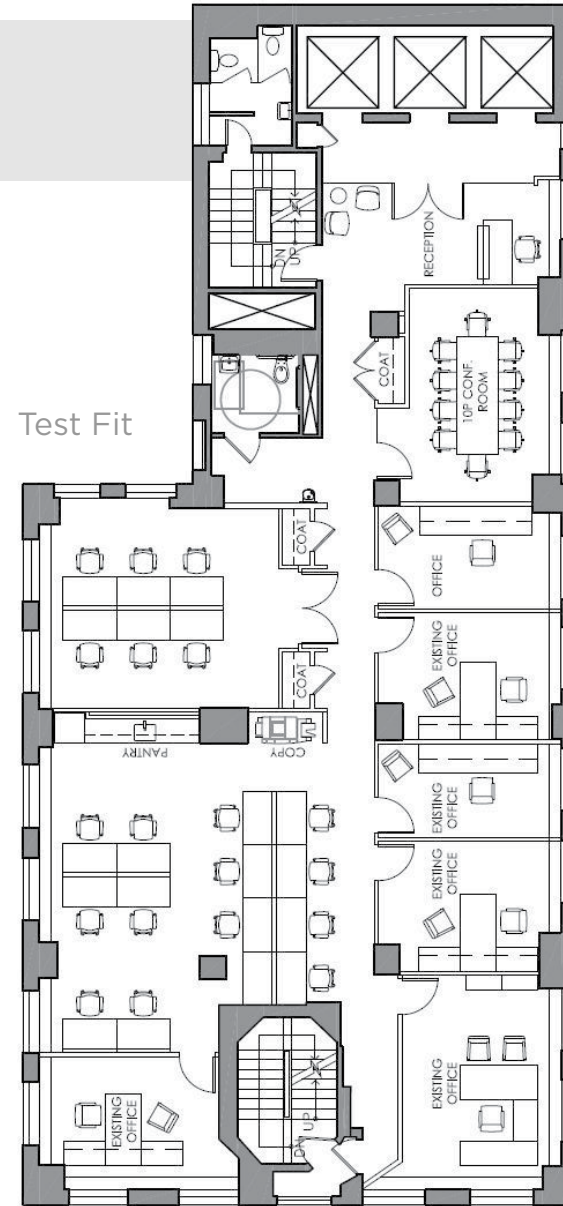 DN
UP
RECEPTION
COAT
10P CONF.
ROOM
Test Fit
COAT
OFFICE
EXISTING
OFFICE
COAT
PANTRY
COPY
EXISTING
OFFICE
EXISTING
OFFICE
EXISTING
OFFICE
EXISTING
OFFICE
UP
DN